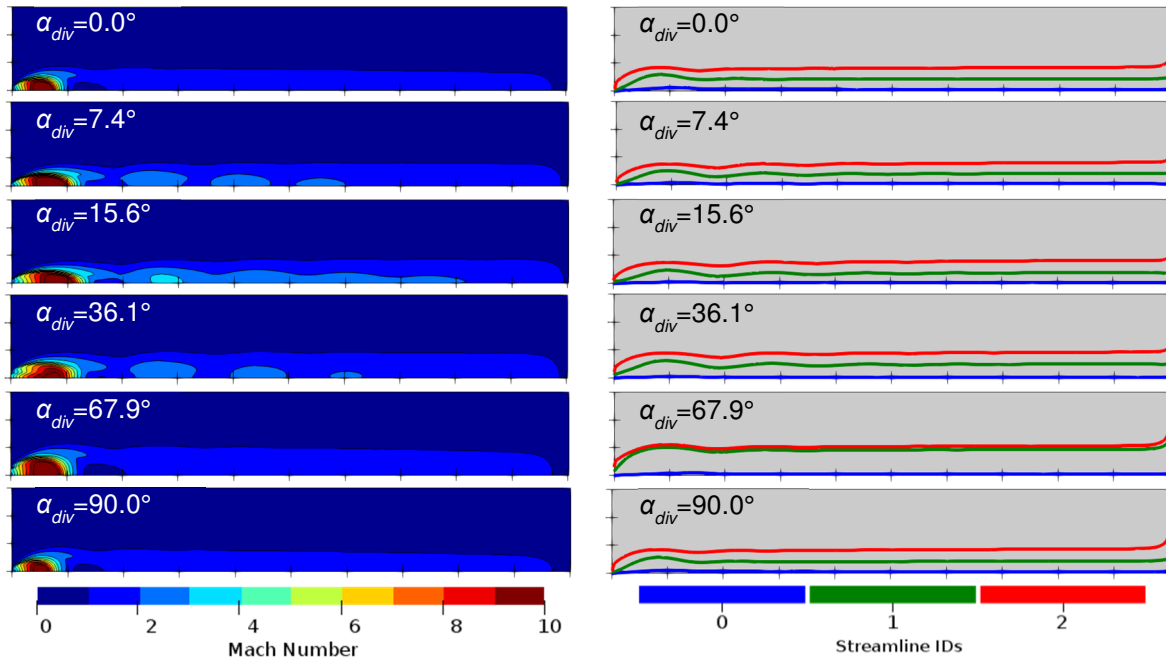 α_div=0.0°
α_div=0.0°
α_div=7.4°
α_div=7.4°
α_div=15.6°
α_div=15.6°
α_div=36.1°
α_div=36.1°
α_div=67.9°
α_div=67.9°
α_div=90.0°
α_div=90.0°
0 2 4 6 8 10
Mach Number
0 1 2
Streamline IDs